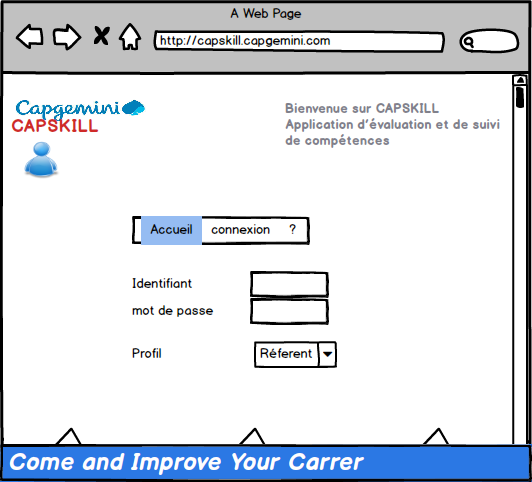 A Web Page
http://capskill.capgemini.com
Capgemini
CAPSKILL
Bienvenue sur CAPSKILL
Application d'évaluation et de suivi
de compétences
Accueil connexion ?
Identifiant
mot de passe
Profil Réferent
Come and Improve Your Carrer